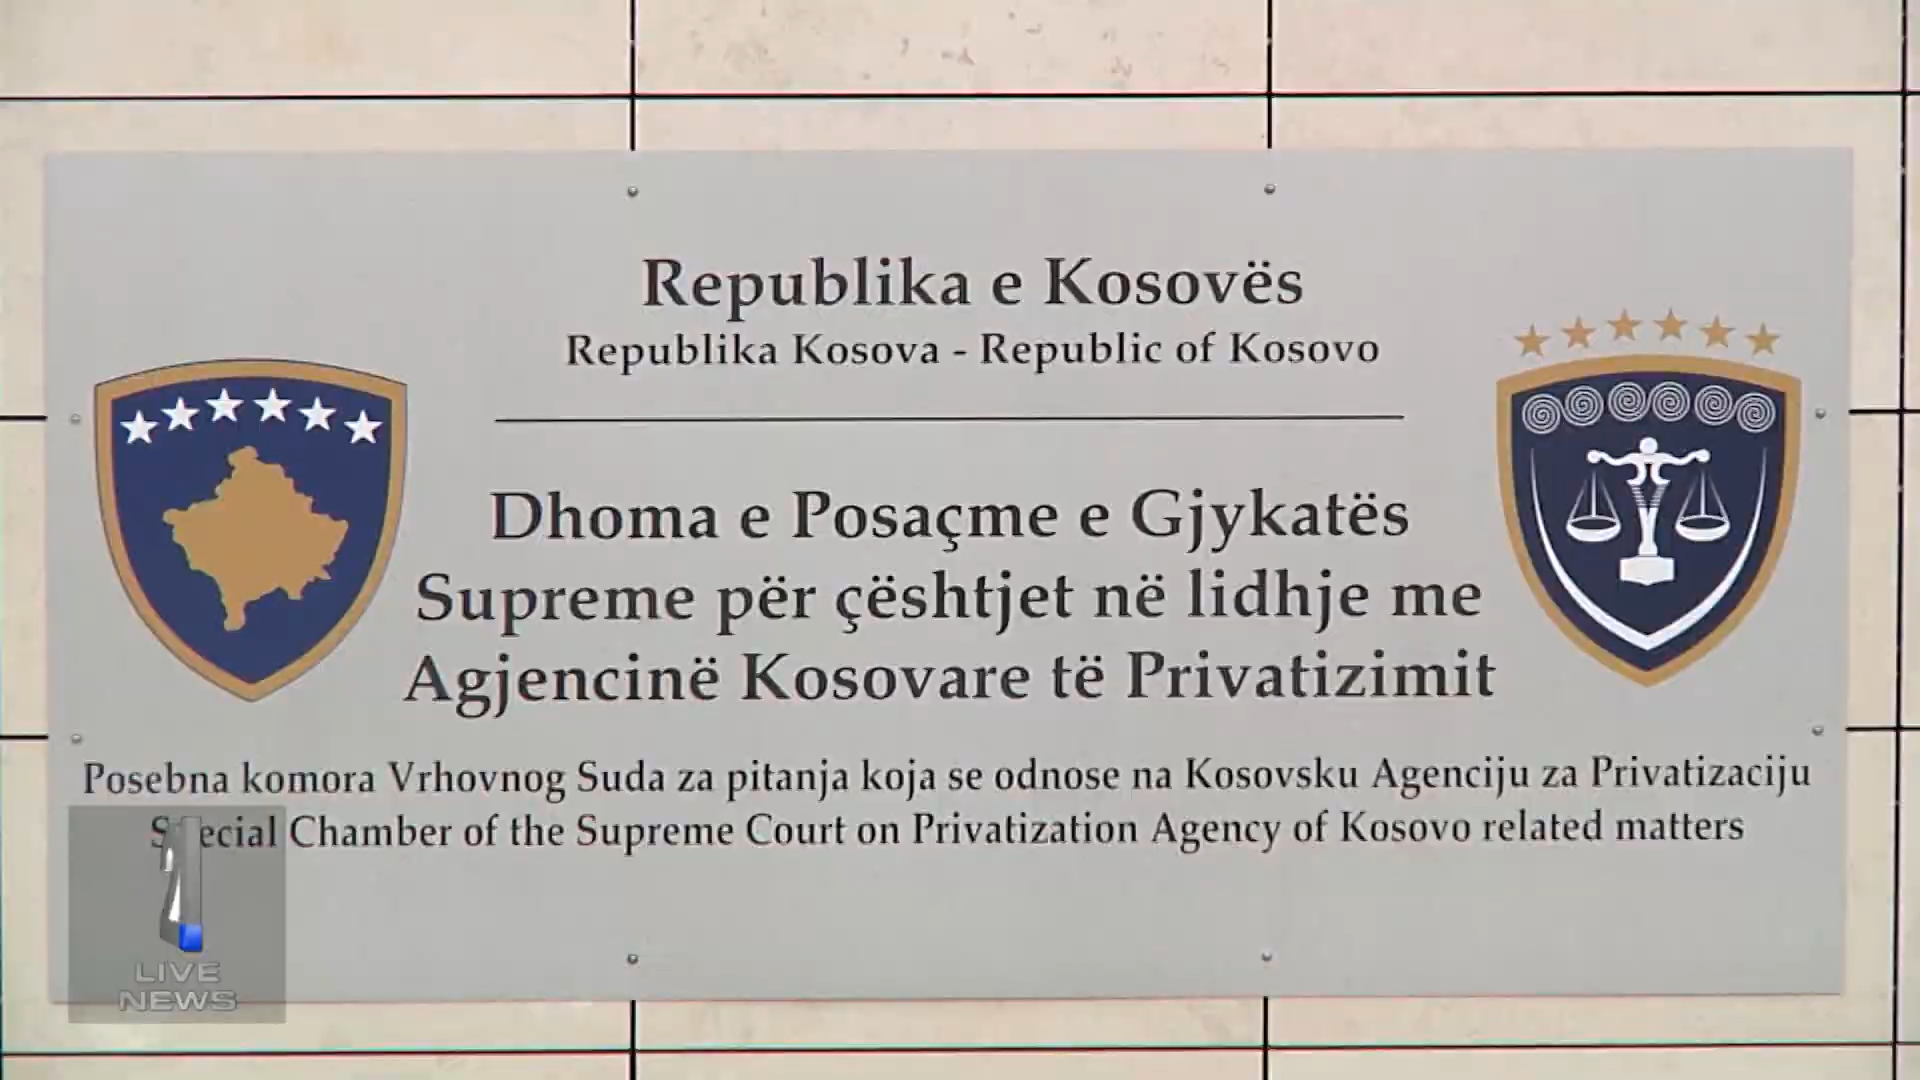 Republika e Kosovës
Republika Kosova - Republic of Kosovo
Dhoma e Posaçme e Gjykatës
Supreme për çështjet në lidhje me
Agjencinë Kosovare të Privatizimit
Posebna komora Vrhovnog Suda za pitanja koja se odnose na Kosovsku Agenciju za Privatizaciju
Special Chamber of the Supreme Court on Privatization Agency of Kosovo related matters
LIVE
NEWS